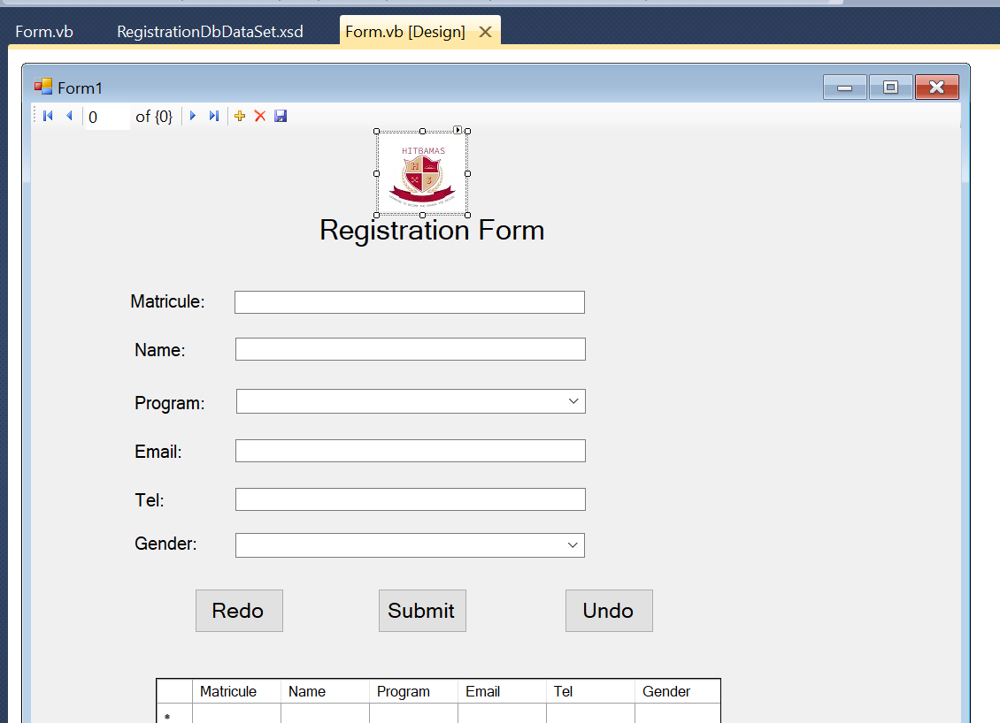 Form.vb RegistrationDbDataSet.xsd Form.vb [Design]
Form1
0 of {0}
HITBAMAS
H
S
Registration Form
Matricule:
Name:
Program:
Email:
Tel:
Gender:
Redo Submit Undo
Matricule Name Program Email Tel Gender
*